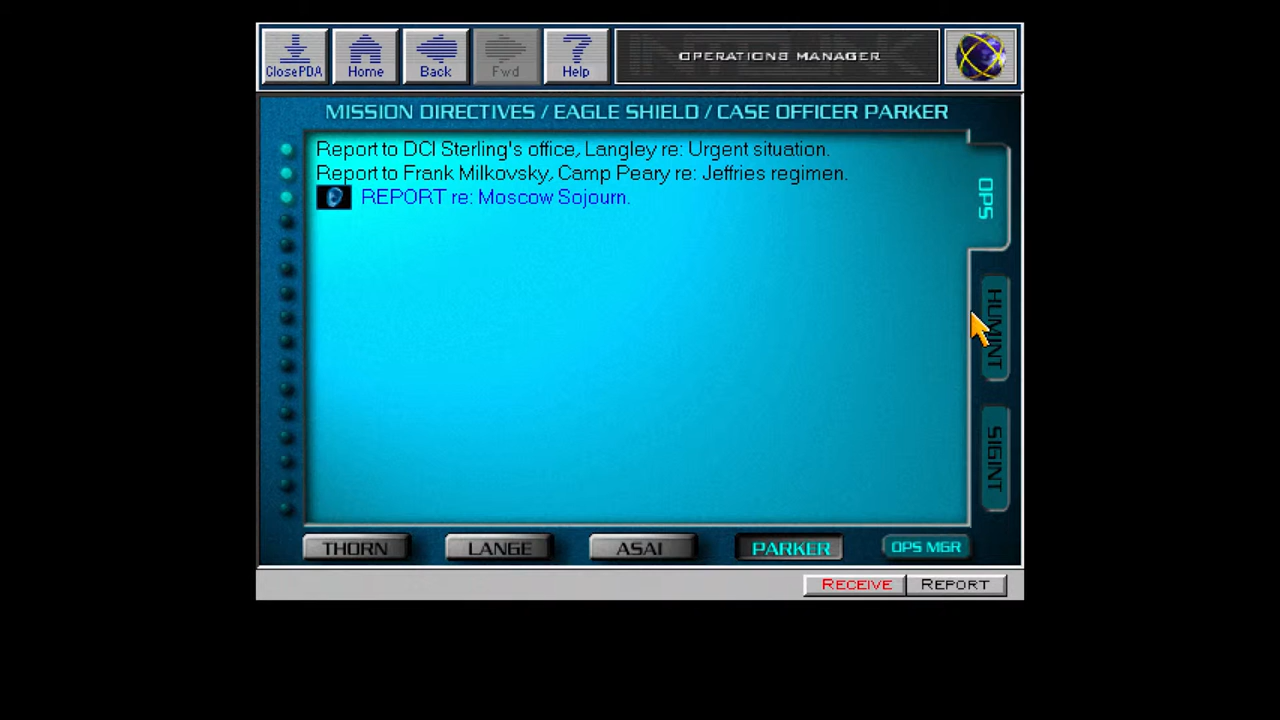 ClosePDA Home Back Fwd Help OPERATIONS MANAGER
MISSION DIRECTIVES / EAGLE SHIELD / CASE OFFICER PARKER
Report to DCI Sterling's office, Langley re: Urgent situation.
Report to Frank Milkovsky, Camp Peary re: Jeffries regimen.
REPORT re: Moscow Sojourn.
OPS
HUMINT
SIGINT
THORN LANGE ASAI PARKER OPS MGR
RECEIVE REPORT